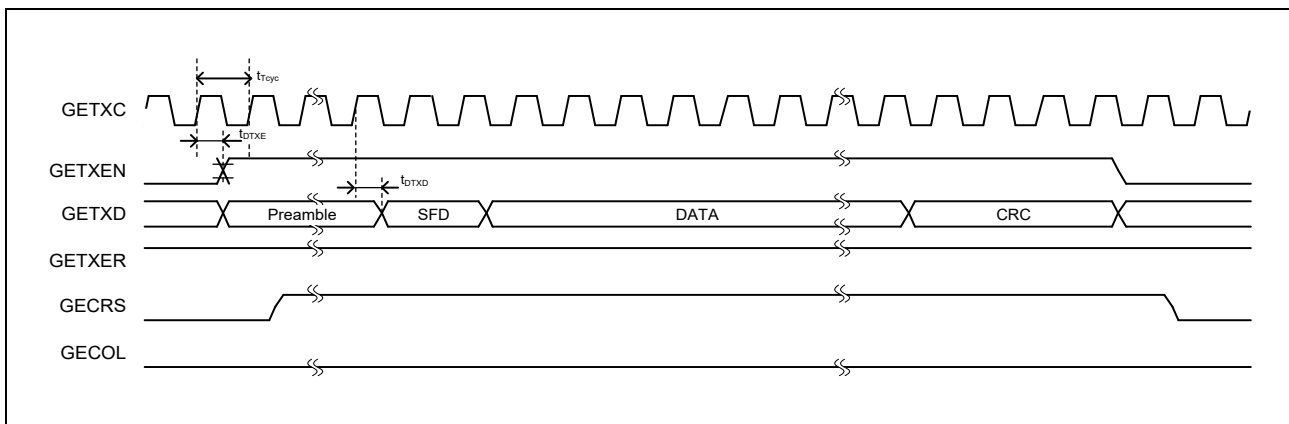 tTcyc
GETXC
tDTXE
GETXEN
tDTXD
GETXD Preamble SFD DATA CRC
GETXER
GECRS
GECOL